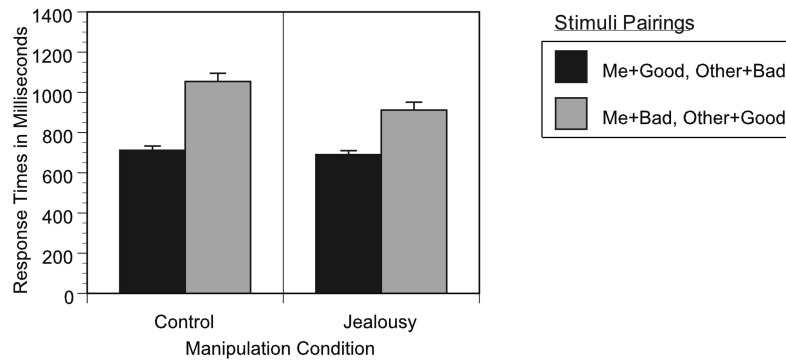 1400
1200
1000
800
600
400
200
0
Response Times in Milliseconds
Control
Jealousy
Manipulation Condition
Stimuli Pairings
Me+Good, Other+Bad
Me+Bad, Other+Good